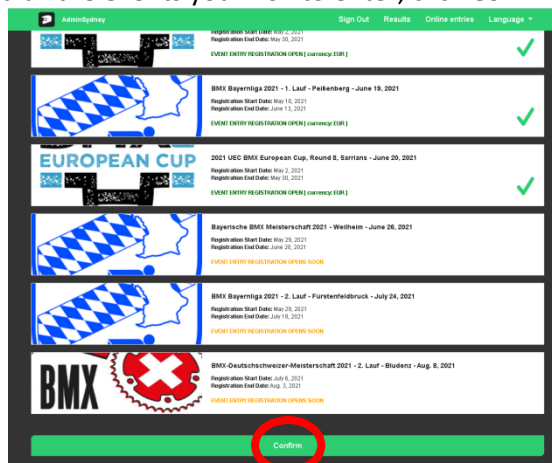 AdminSydney Sign Out Results Online entries Language
Registration Start Date: May 2, 2021
Registration End Date: May 30, 2021
EVENT ENTRY REGISTRATION OPEN [ currency: EUR ]
BMX Bayernliga 2021 - 1. Lauf - Peißenberg - June 19, 2021
Registration Start Date: May 18, 2021
Registration End Date: June 13, 2021
EVENT ENTRY REGISTRATION OPEN [ currency: EUR ]
EUROPEAN CUP
2021 UEC BMX European Cup, Round 8, Sarrians - June 20, 2021
Registration Start Date: May 2, 2021
Registration End Date: May 30, 2021
EVENT ENTRY REGISTRATION OPEN [ currency: EUR ]
Bayerische BMX Meisterschaft 2021 - Weilheim - June 26, 2021
Registration Start Date: May 29, 2021
Registration End Date: June 20, 2021
EVENT ENTRY REGISTRATION OPENS SOON
BMX Bayernliga 2021 - 2. Lauf - Fürstenfeldbruck - July 24, 2021
Registration Start Date: May 29, 2021
Registration End Date: July 18, 2021
EVENT ENTRY REGISTRATION OPENS SOON
BMX
BMX-Deutschschweizer-Meisterschaft 2021 - 2. Lauf - Bludenz - Aug. 8, 2021
Registration Start Date: July 6, 2021
Registration End Date: Aug. 3, 2021
EVENT ENTRY REGISTRATION OPENS SOON
Confirm